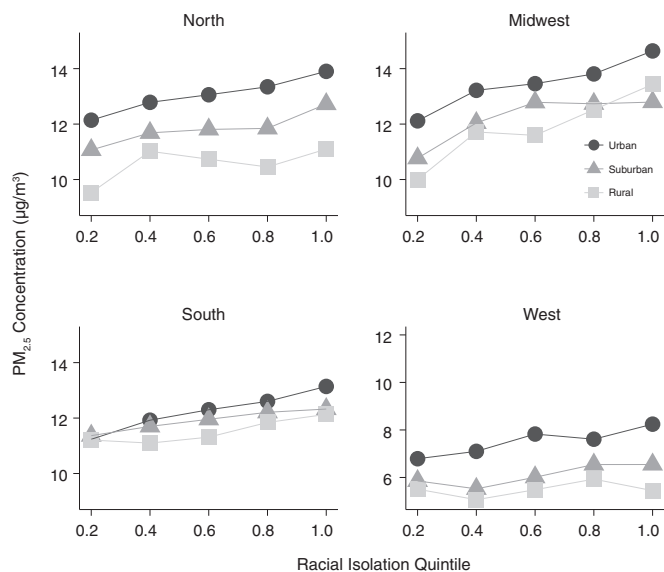 North
Midwest
14
12
10
0.2 0.4 0.6 0.8 1.0
14
12
10
Urban
Suburban
Rural
0.2 0.4 0.6 0.8 1.0
PM2.5 Concentration (µg/m³)
South
West
14
12
10
0.2 0.4 0.6 0.8 1.0
12
10
8
6
0.2 0.4 0.6 0.8 1.0
Racial Isolation Quintile